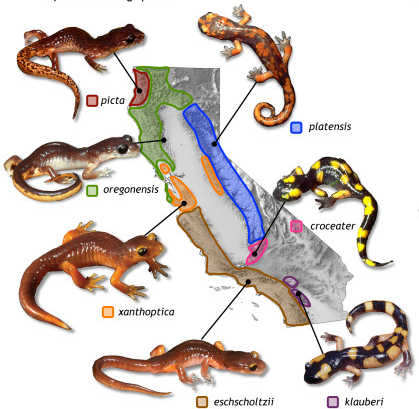 picta
platensis
oregonensis
croceater
xanthoptica
eschscholtzii
klauberi